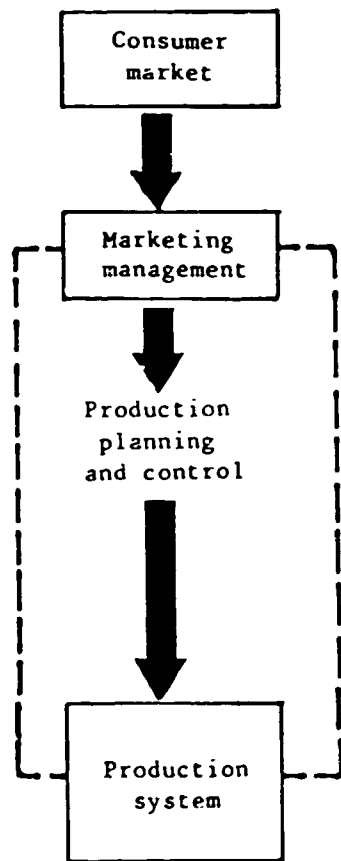 Consumer
market
Marketing
management
Production
planning
and control
Production
system